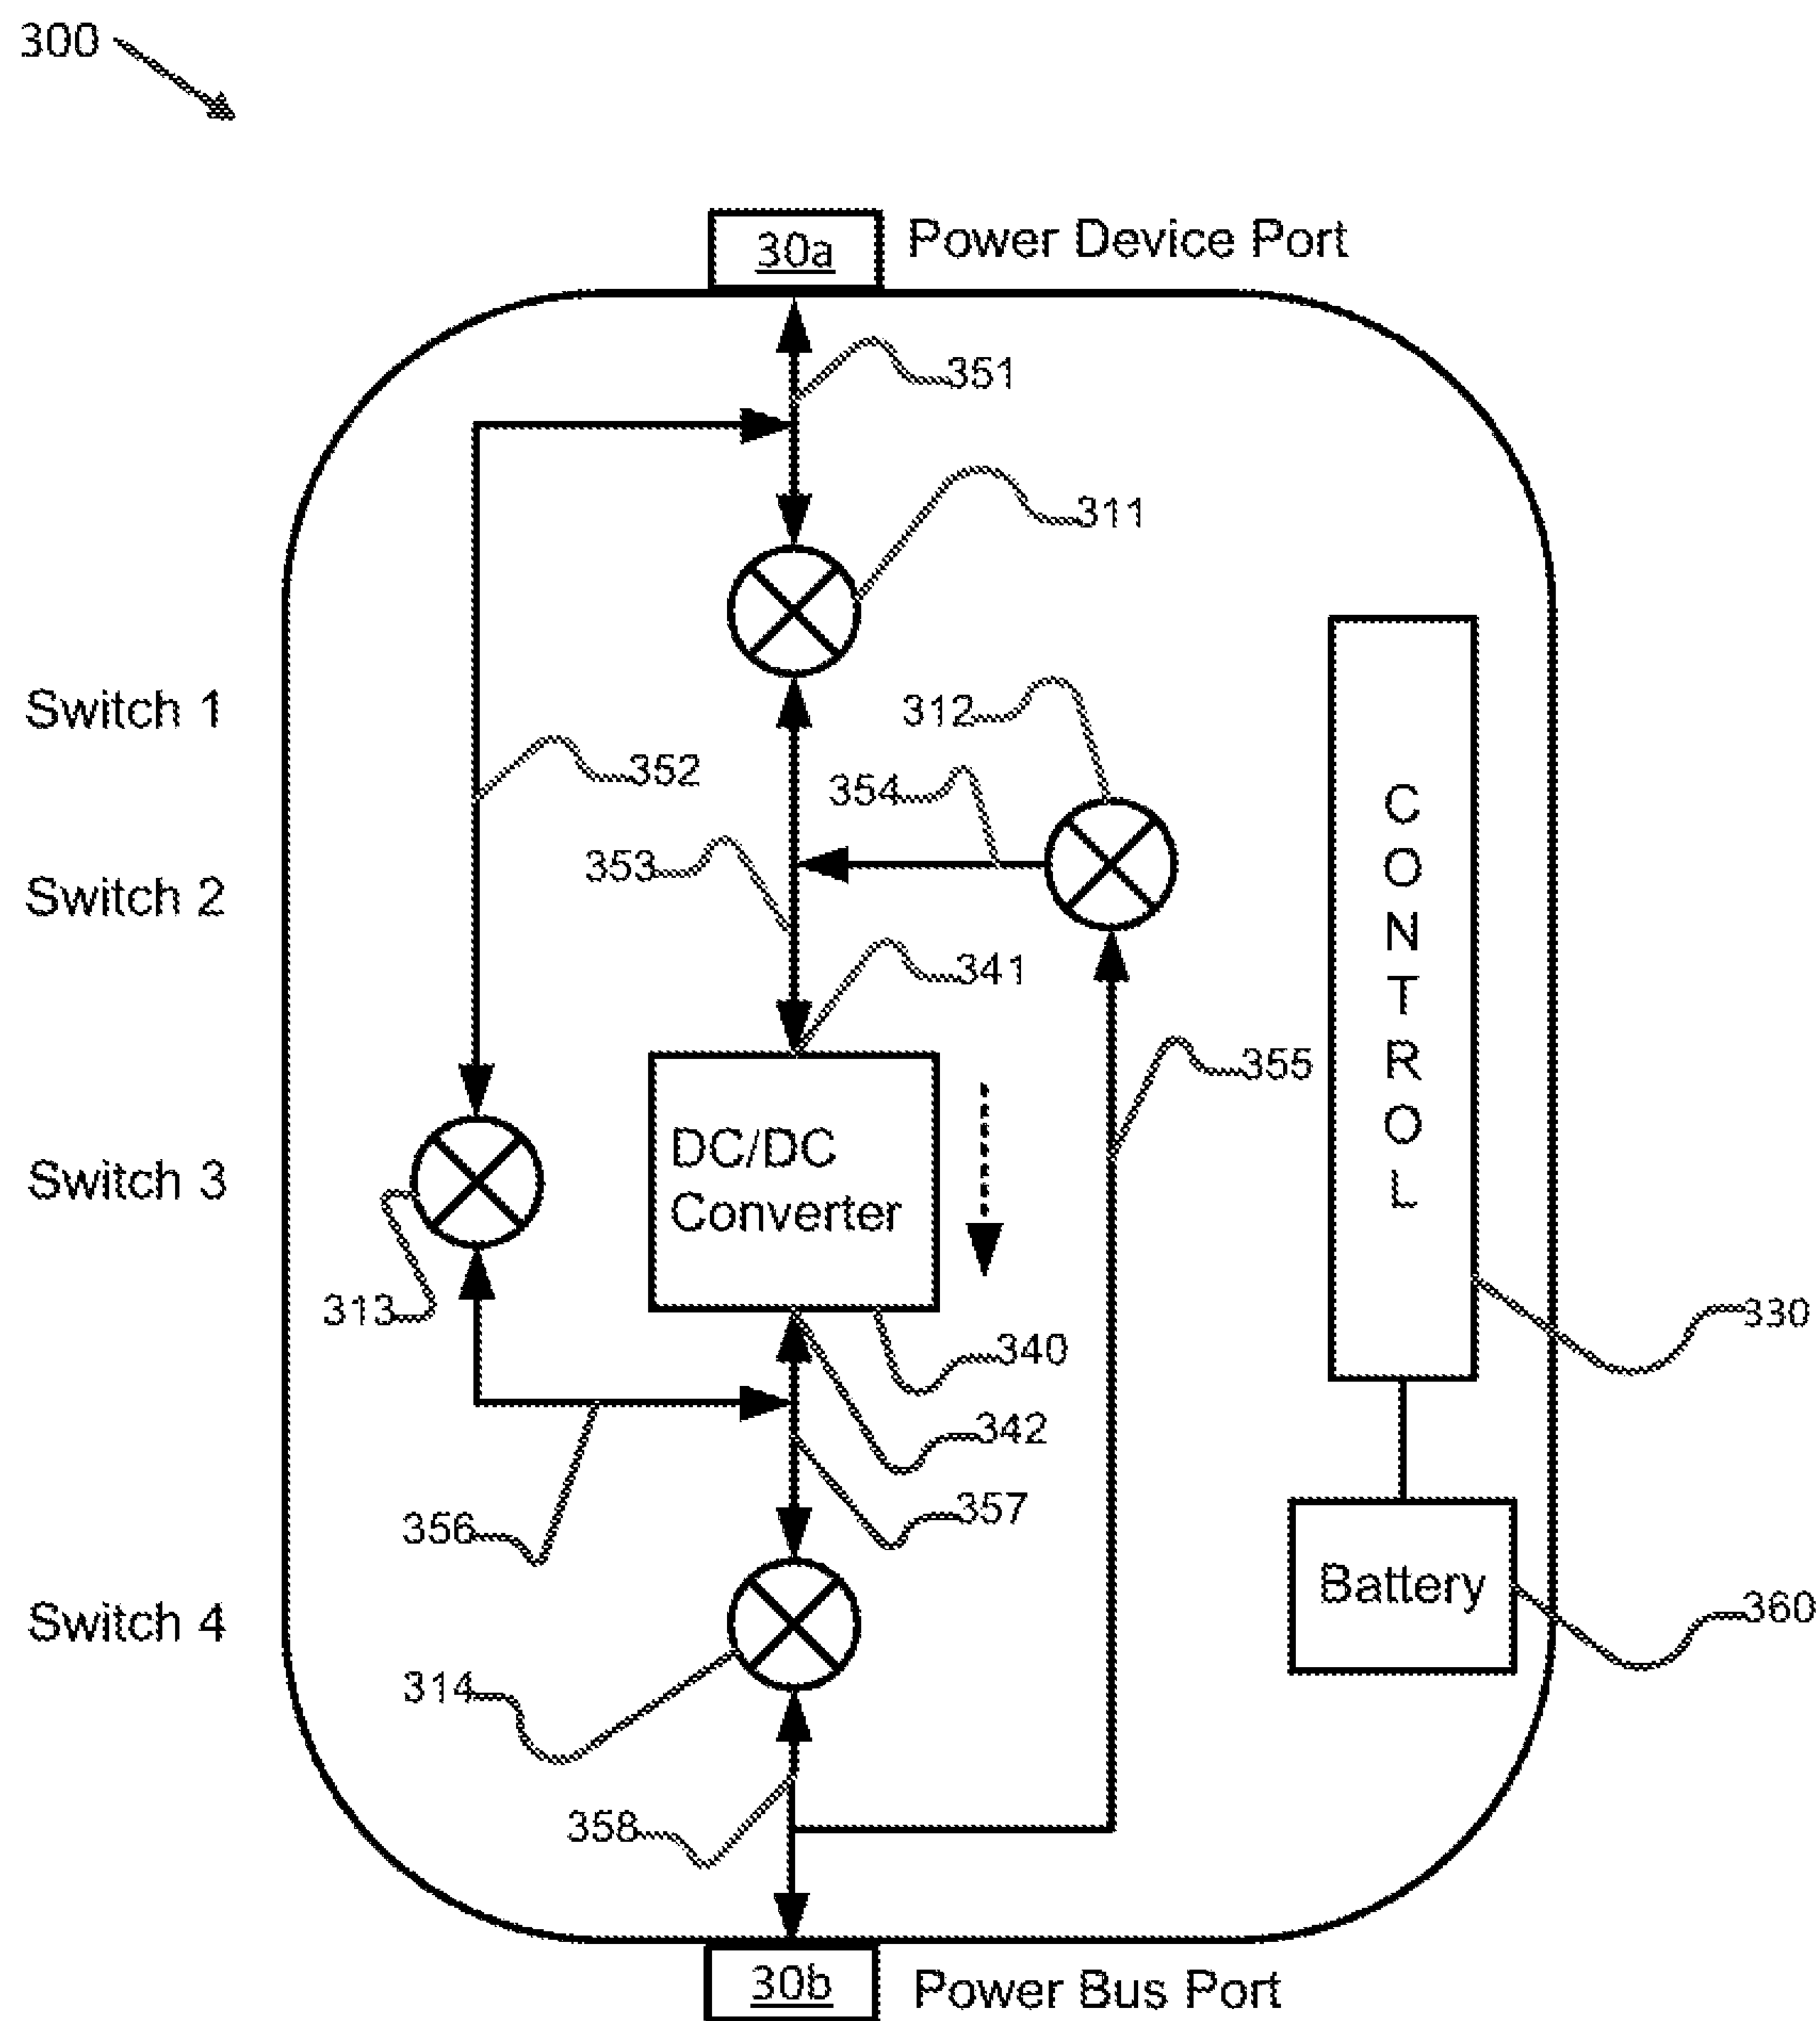 300
30a Power Device Port
351
311
Switch 1
312
352
354
353
Switch 2
341
355
C
O
N
T
R
O
L
DC/DC
Converter
Switch 3
313
330
340
342
357
356
Battery
360
Switch 4
314
358
30b Power Bus Port